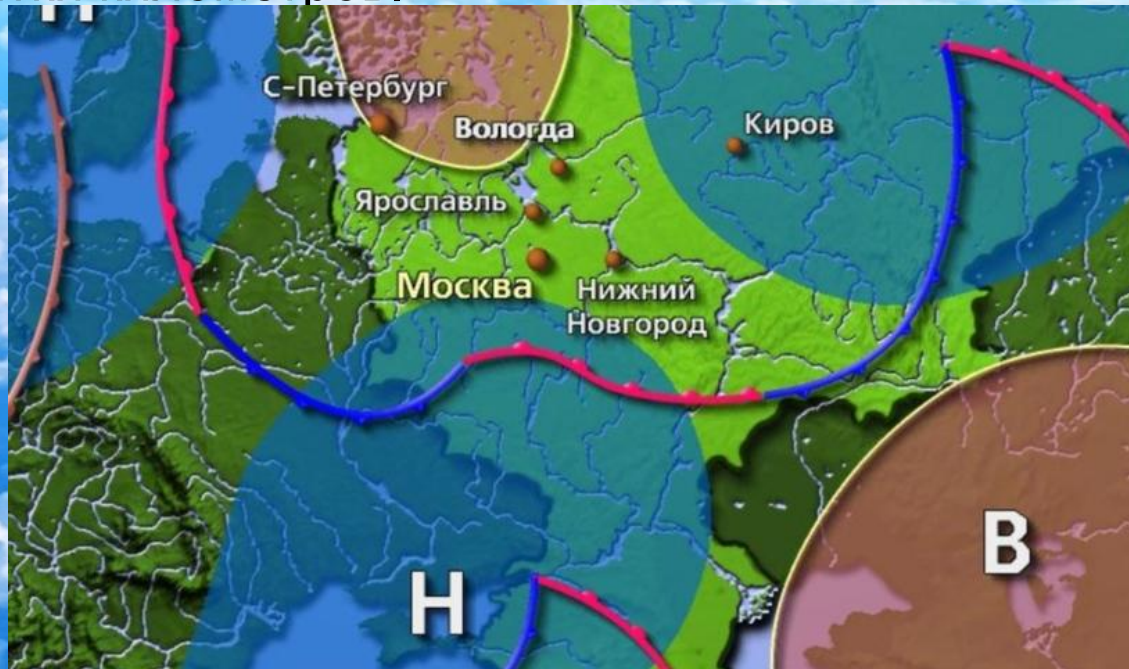 С-Петербург
Вологда
Киров
Ярославль
Москва
Нижний
Новгород
В
Н